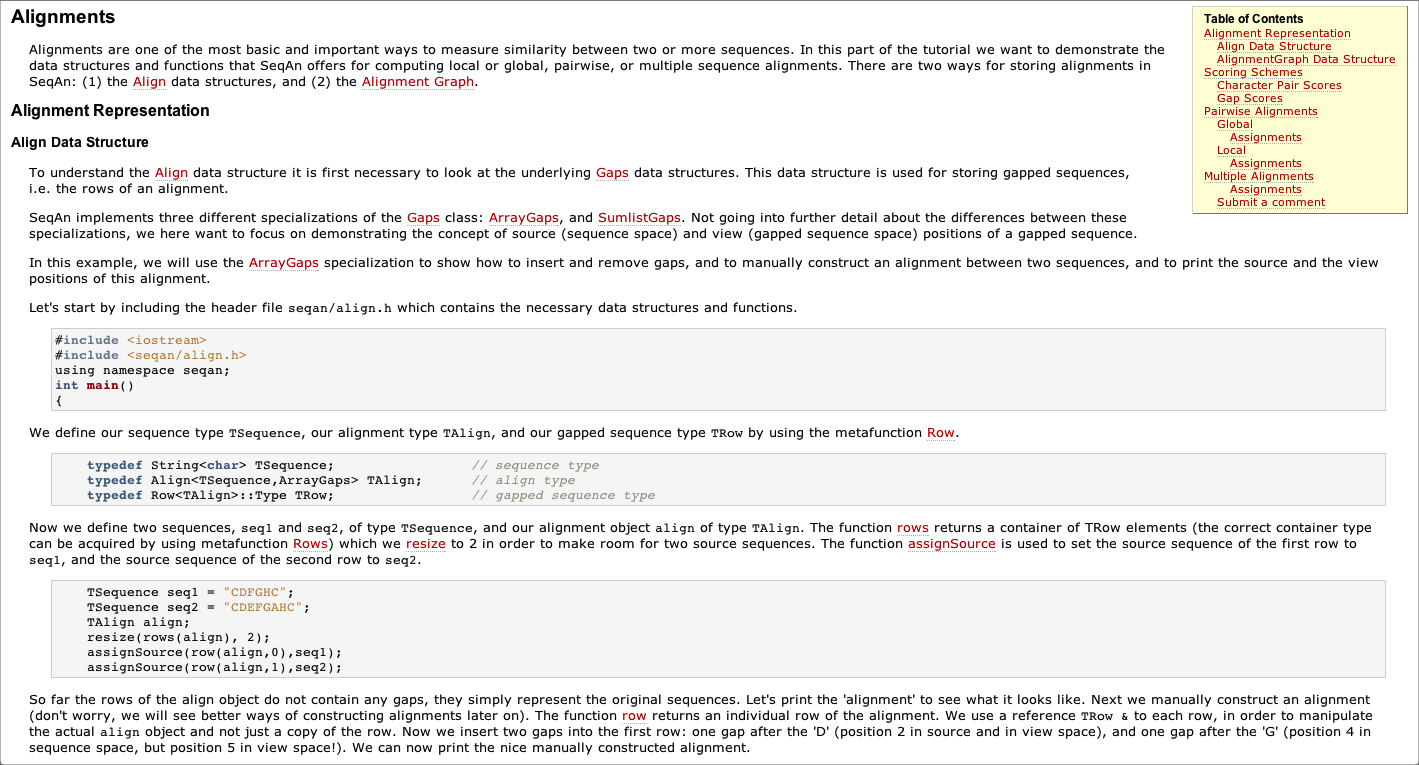 Alignments
Alignments are one of the most basic and important ways to measure similarity between two or more sequences. In this part of the tutorial we want to demonstrate the
data structures and functions that SeqAn offers for computing local or global, pairwise, or multiple sequence alignments. There are two ways for storing alignments in
SeqAn: (1) the Align data structures, and (2) the Alignment Graph.
Table of Contents
Alignment Representation
Align Data Structure
AlignmentGraph Data Structure
Scoring Schemes
Character Pair Scores
Gap Scores
Pairwise Alignments
Global
Assignments
Local
Assignments
Multiple Alignments
Assignments
Submit a comment
Alignment Representation
Align Data Structure
To understand the Align data structure it is first necessary to look at the underlying Gaps data structures. This data structure is used for storing gapped sequences,
i.e. the rows of an alignment.
SeqAn implements three different specializations of the Gaps class: ArrayGaps, and SumlistGaps. Not going into further detail about the differences between these
specializations, we here want to focus on demonstrating the concept of source (sequence space) and view (gapped sequence space) positions of a gapped sequence.
In this example, we will use the ArrayGaps specialization to show how to insert and remove gaps, and to manually construct an alignment between two sequences, and to print the source and the view
positions of this alignment.
Let's start by including the header file seqan/align.h which contains the necessary data structures and functions.
#include <iostream>
#include <seqan/align.h>
using namespace seqan;
int main()
{
We define our sequence type TSequence, our alignment type TAlign, and our gapped sequence type TRow by using the metafunction Row.
typedef String<char> TSequence; // sequence type
typedef Align<TSequence,ArrayGaps> TAlign; // align type
typedef Row<TAlign>::Type TRow; // gapped sequence type
Now we define two sequences, seq1 and seq2, of type TSequence, and our alignment object align of type TAlign. The function rows returns a container of TRow elements (the correct container type
can be acquired by using metafunction Rows) which we resize to 2 in order to make room for two source sequences. The function assignSource is used to set the source sequence of the first row to
seq1, and the source sequence of the second row to seq2.
TSequence seq1 = "CDFGHC";
TSequence seq2 = "CDEFGAHC";
TAlign align;
resize(rows(align), 2);
assignSource(row(align,0),seq1);
assignSource(row(align,1),seq2);
So far the rows of the align object do not contain any gaps, they simply represent the original sequences. Let's print the 'alignment' to see what it looks like. Next we manually construct an alignment
(don't worry, we will see better ways of constructing alignments later on). The function row returns an individual row of the alignment. We use a reference TRow & to each row, in order to manipulate
the actual align object and not just a copy of the row. Now we insert two gaps into the first row: one gap after the 'D' (position 2 in source and in view space), and one gap after the 'G' (position 4 in
sequence space, but position 5 in view space!). We can now print the nice manually constructed alignment.